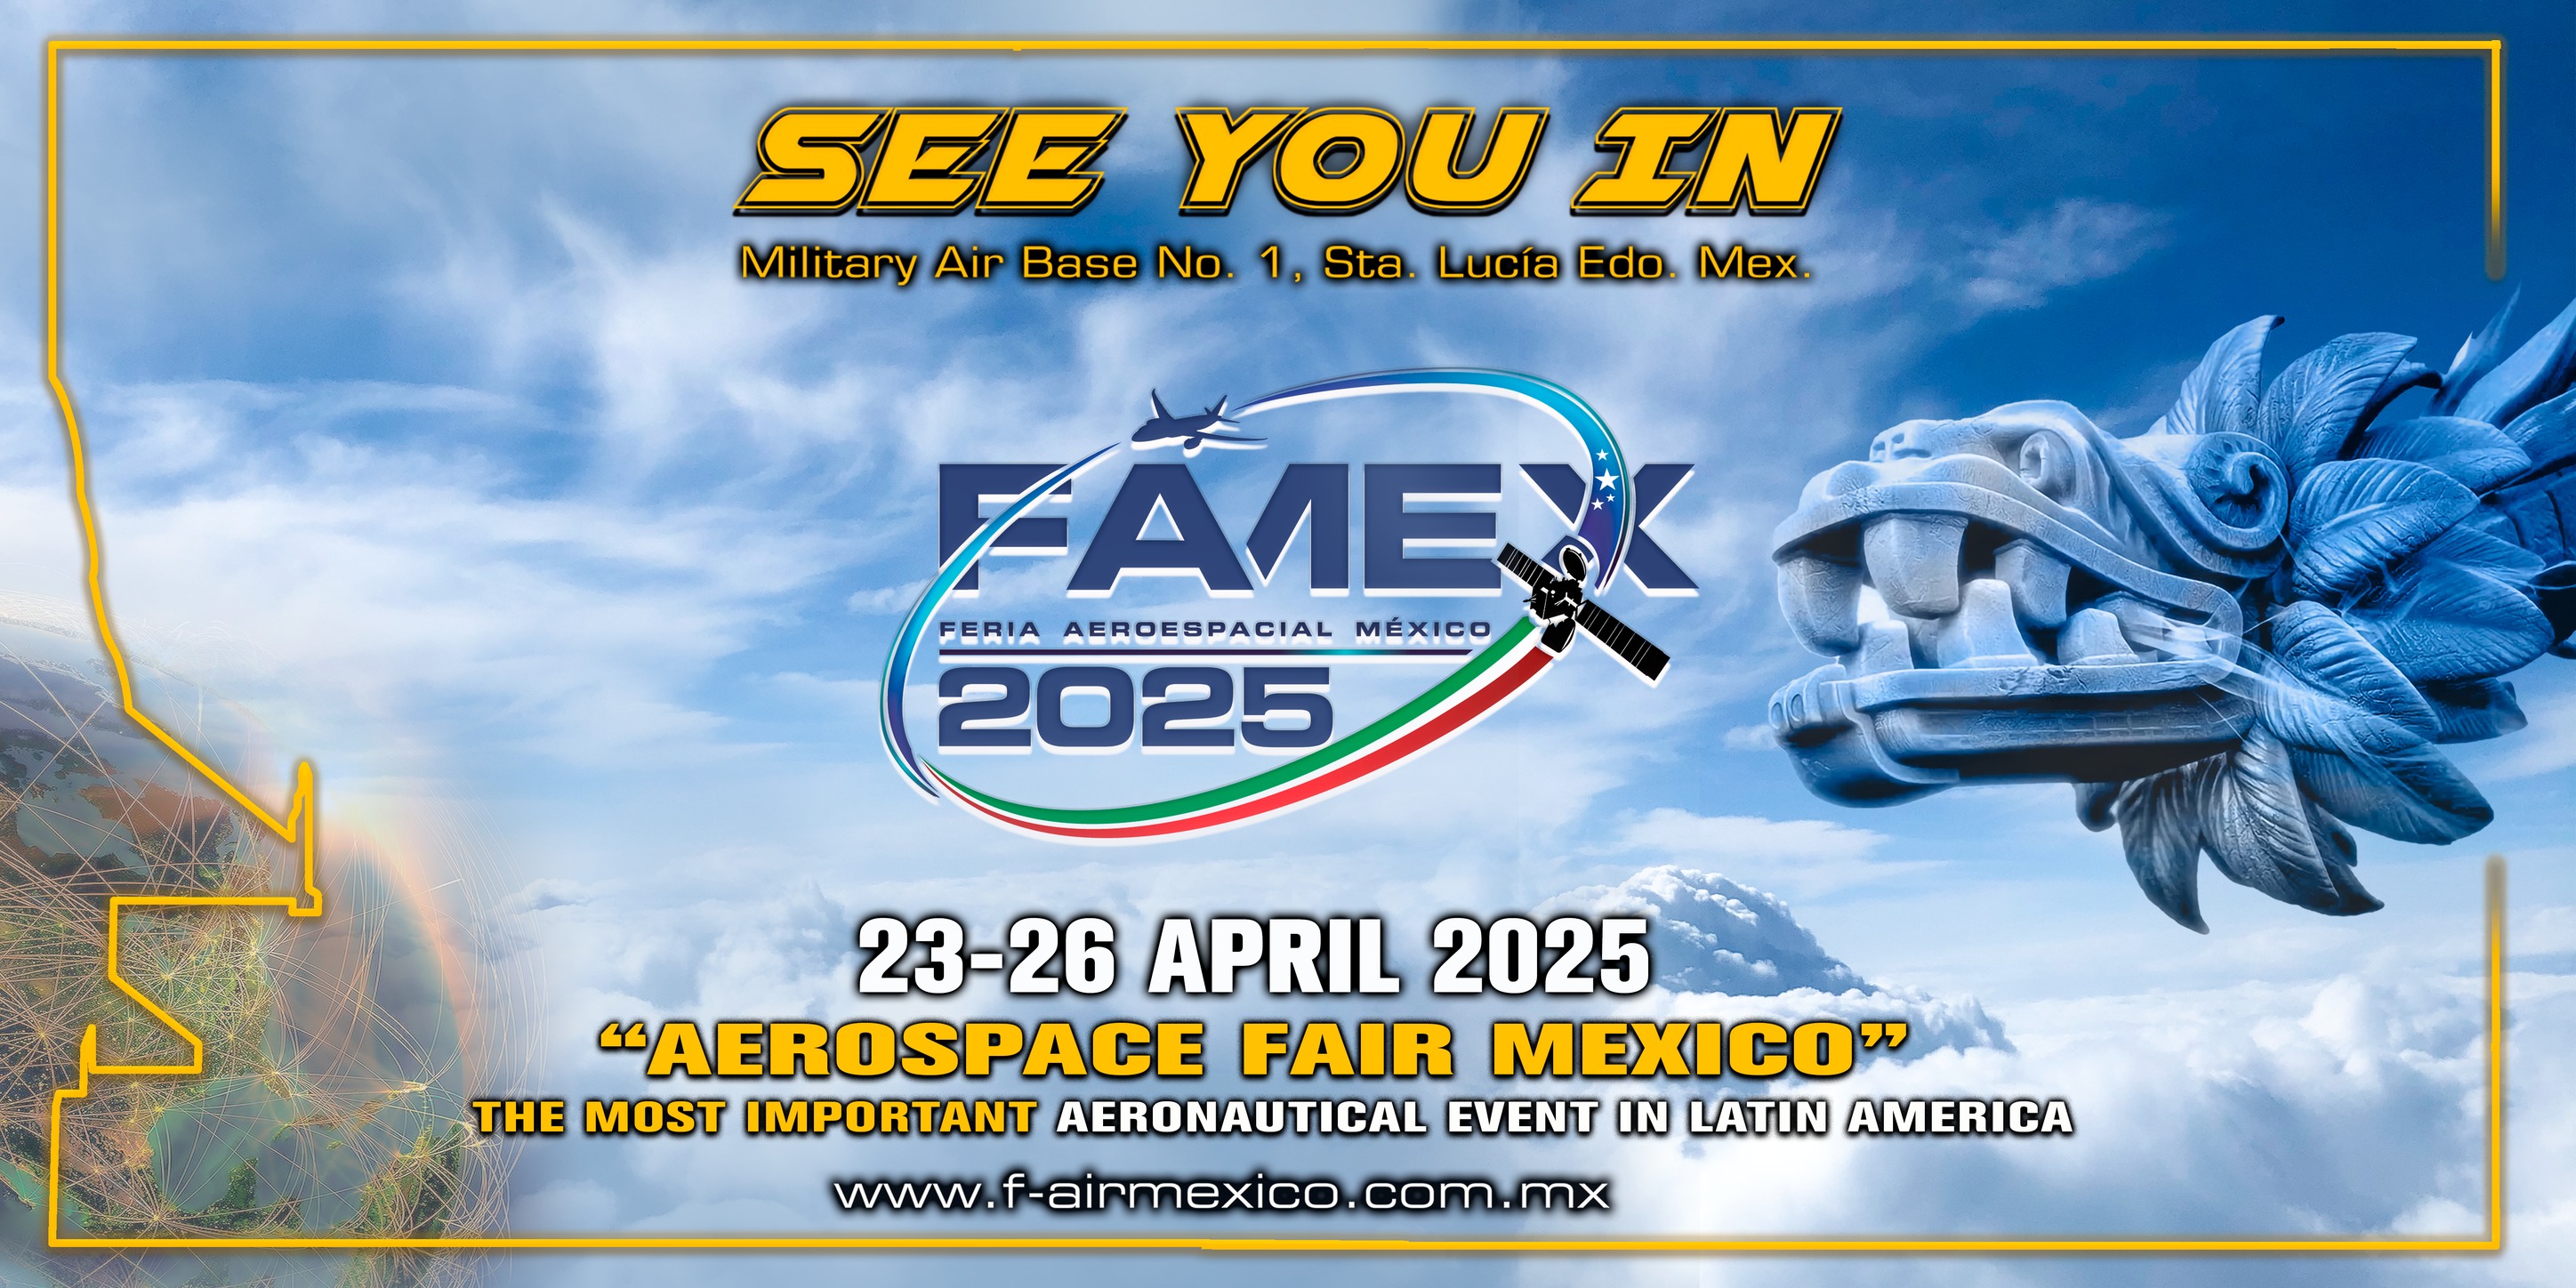 SEE YOU IN
Military Air Base No. 1, Sta. Lucía Edo. Mex.
FAMEX
FERIA AEROESPACIAL MÉXICO
2025
23-26 APRIL 2025
“AEROSPACE FAIR MEXICO”
THE MOST IMPORTANT AERONAUTICAL EVENT IN LATIN AMERICA
www.f-airmexico.com.mx